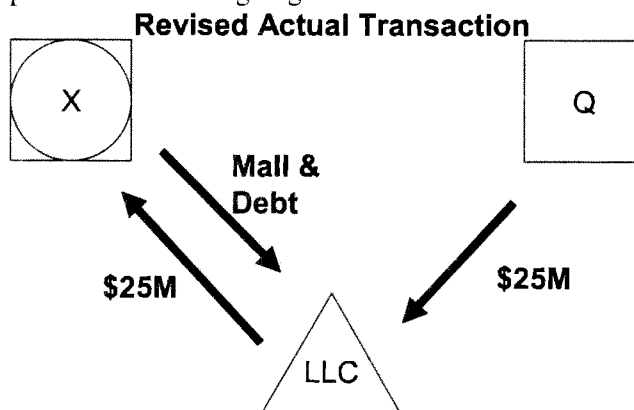 Revised Actual Transaction
X
Q
Mall &
Debt
$25M
$25M
LLC